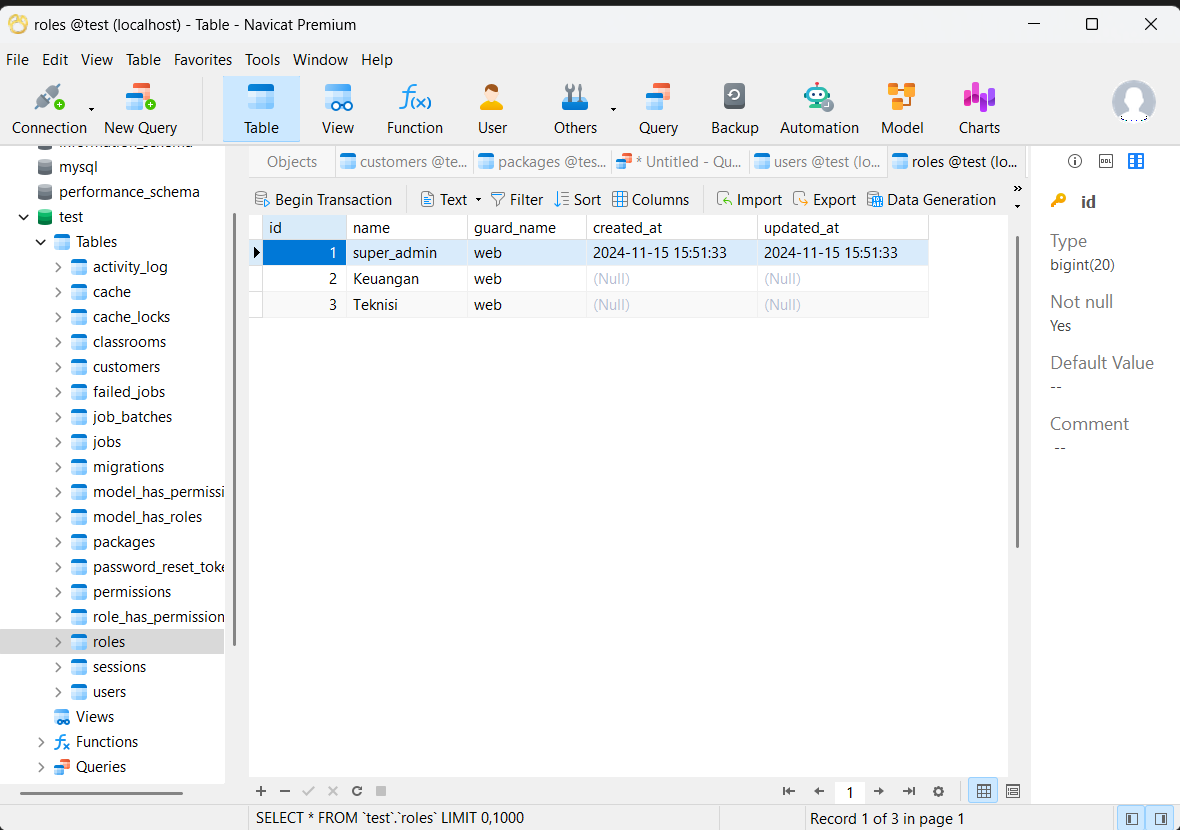 roles @test (localhost) - Table - Navicat Premium
File Edit View Table Favorites Tools Window Help
Connection New Query Table View Function User Others Query Backup Automation Model Charts
Objects customers @te... packages @tes... * Untitled - Qu... users @test (lo... roles @test (lo...
Begin Transaction Text Filter Sort Columns Import Export Data Generation
information_schema
mysql
performance_schema
test
Tables
activity_log
cache
cache_locks
classrooms
customers
failed_jobs
job_batches
jobs
migrations
model_has_permissi
model_has_roles
packages
password_reset_toke
permissions
role_has_permission
roles
sessions
users
Views
Functions
Queries
id name guard_name created_at updated_at
1 super_admin web 2024-11-15 15:51:33 2024-11-15 15:51:33
2 Keuangan web (Null) (Null)
3 Teknisi web (Null) (Null)
DDL
id
Type
bigint(20)
Not null
Yes
Default Value
--
Comment
--
1
SELECT * FROM `test`.`roles` LIMIT 0,1000
Record 1 of 3 in page 1